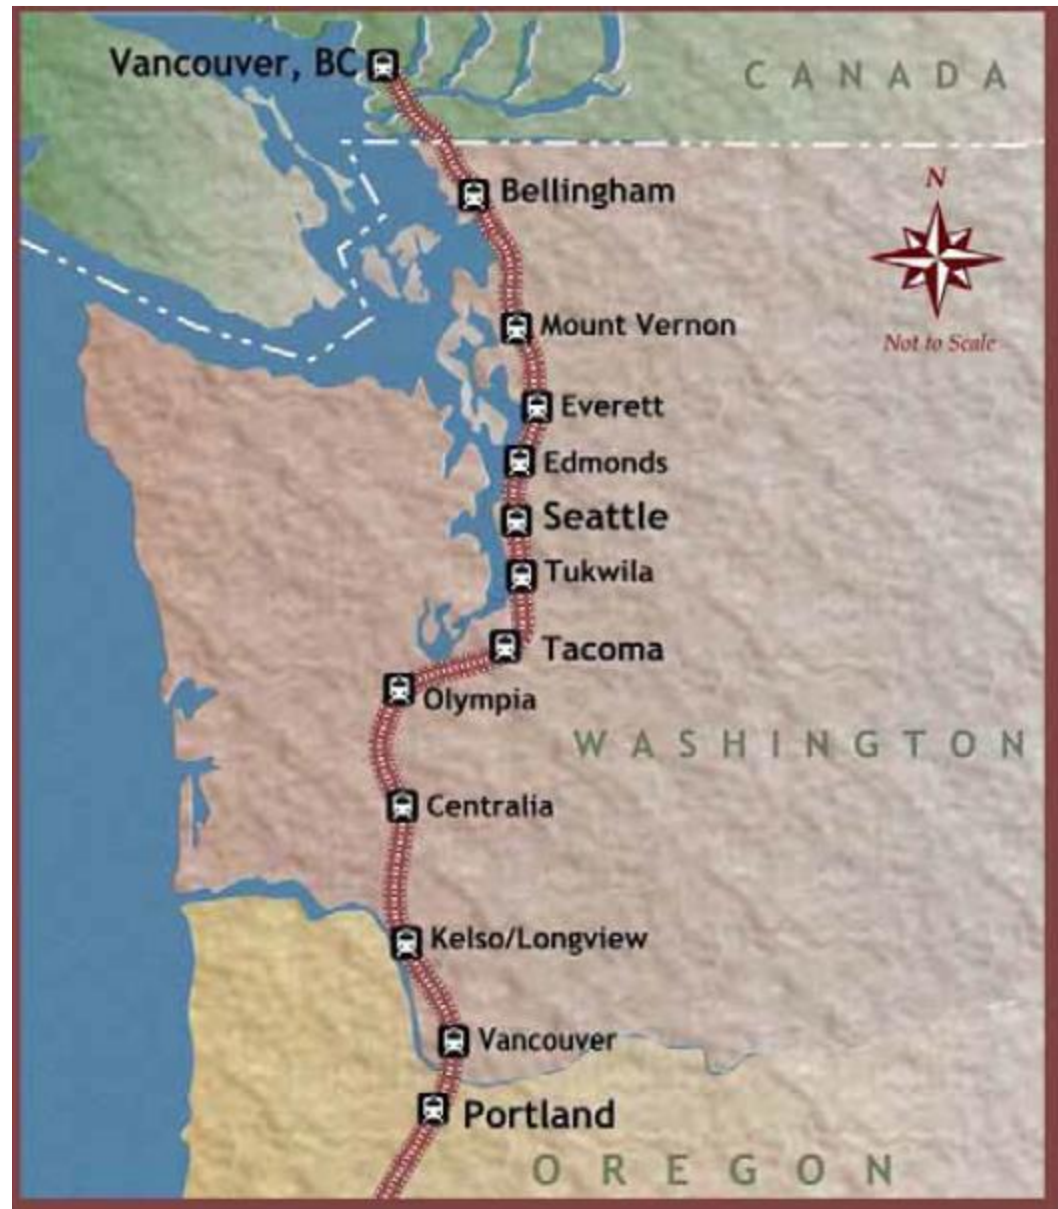 Vancouver, BC
CANADA
N
Bellingham
Mount Vernon
Not to Scale
Everett
Edmonds
Seattle
Tukwila
Tacoma
Olympia
WASHINGTON
Centralia
Kelso/Longview
Vancouver
Portland
OREGON